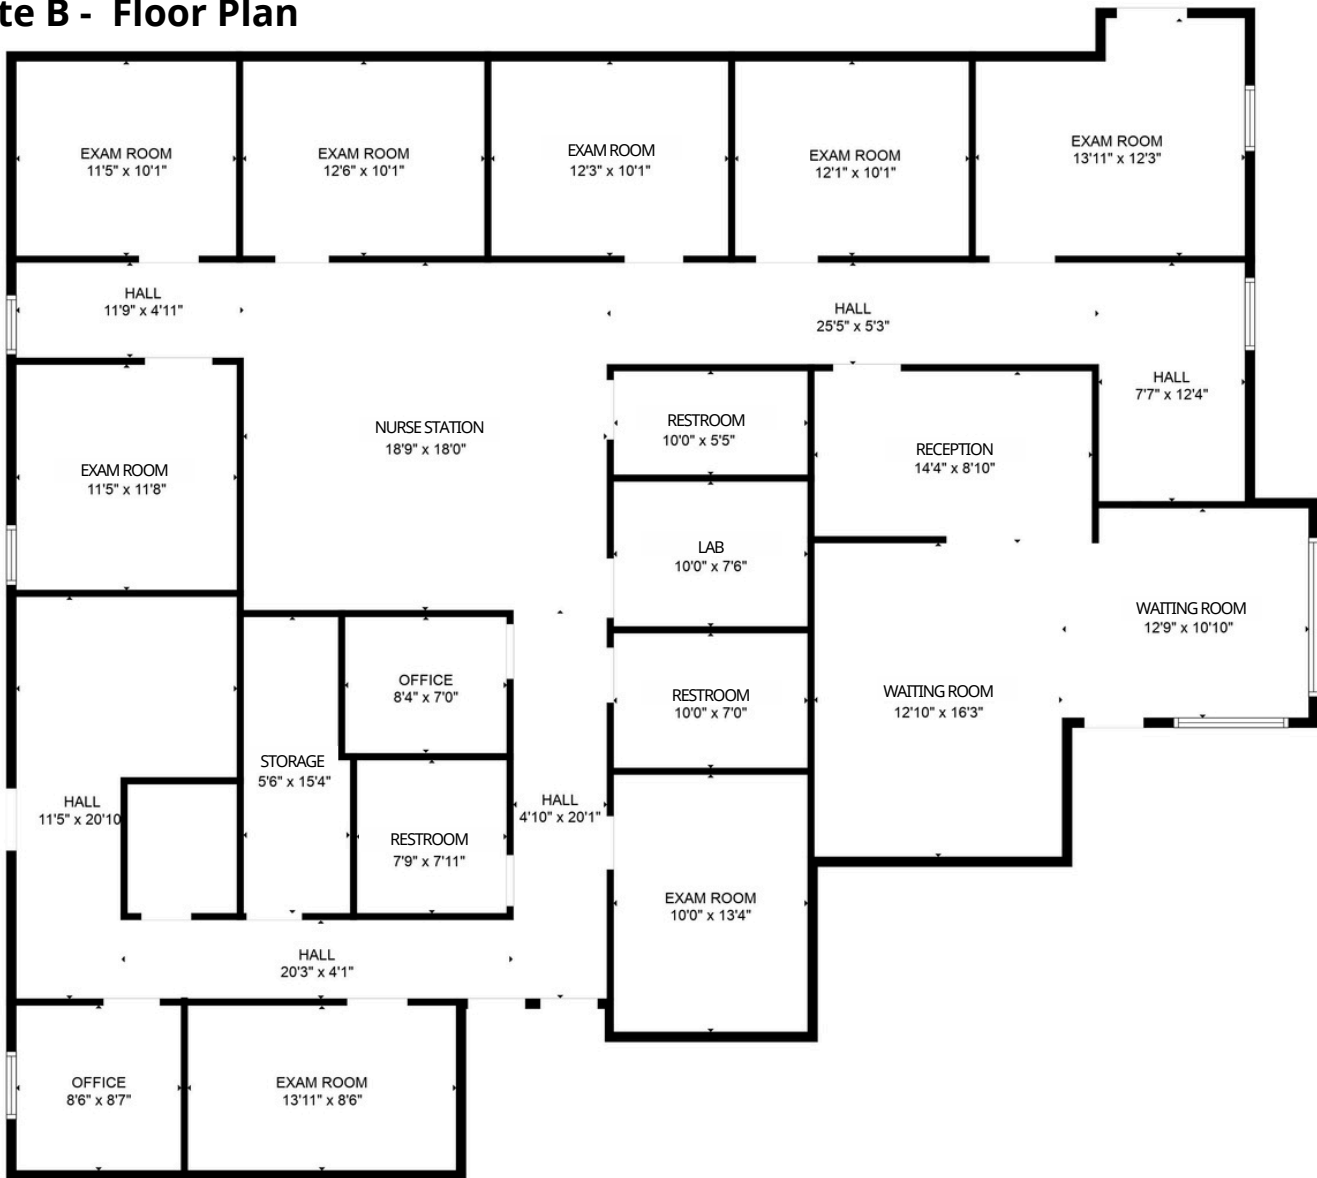 te B -  Floor Plan
EXAM ROOM
11'5" x 10'1"
EXAM ROOM
12'6" x 10'1"
EXAM ROOM
12'3" x 10'1"
EXAM ROOM
12'1" x 10'1"
EXAM ROOM
13'11" x 12'3"
HALL
11'9" x 4'11"
HALL
25'5" x 5'3"
HALL
7'7" x 12'4"
EXAM ROOM
11'5" x 11'8"
NURSE STATION
18'9" x 18'0"
RESTROOM
10'0" x 5'5"
RECEPTION
14'4" x 8'10"
LAB
10'0" x 7'6"
WAITING ROOM
12'9" x 10'10"
OFFICE
8'4" x 7'0"
RESTROOM
10'0" x 7'0"
WAITING ROOM
12'10" x 16'3"
STORAGE
5'6" x 15'4"
HALL
11'5" x 20'10
RESTROOM
7'9" x 7'11"
HALL
4'10" x 20'1"
EXAM ROOM
10'0" x 13'4"
HALL
20'3" x 4'1"
OFFICE
8'6" x 8'7"
EXAM ROOM
13'11" x 8'6"